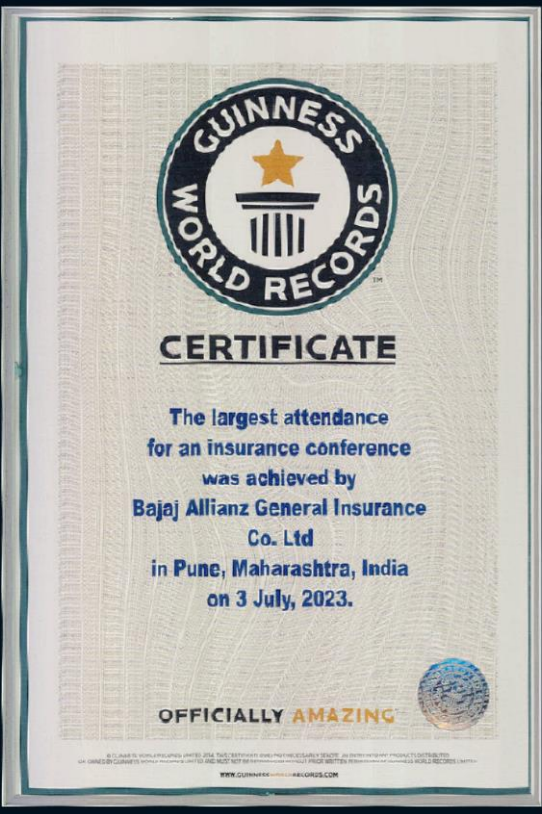 GUINNESS
WORLD RECORDS
TM
CERTIFICATE
The largest attendance
for an insurance conference
was achieved by
Bajaj Allianz General Insurance
Co. Ltd
in Pune, Maharashtra, India
on 3 July, 2023.
OFFICIALLY AMAZING
WWW.GUINNESSWORLDRECORDS.COM